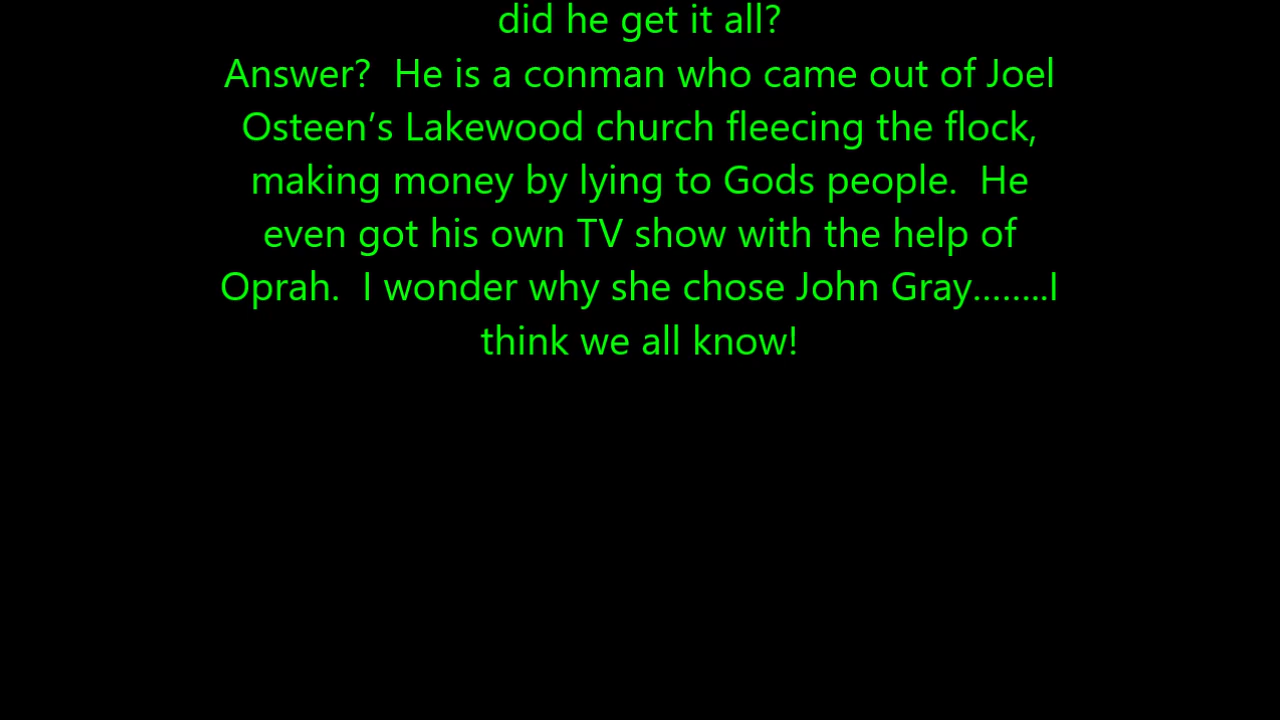 did he get it all?
Answer?  He is a conman who came out of Joel
Osteen’s Lakewood church fleecing the flock,
making money by lying to Gods people.  He
even got his own TV show with the help of
Oprah.  I wonder why she chose John Gray........I
think we all know!